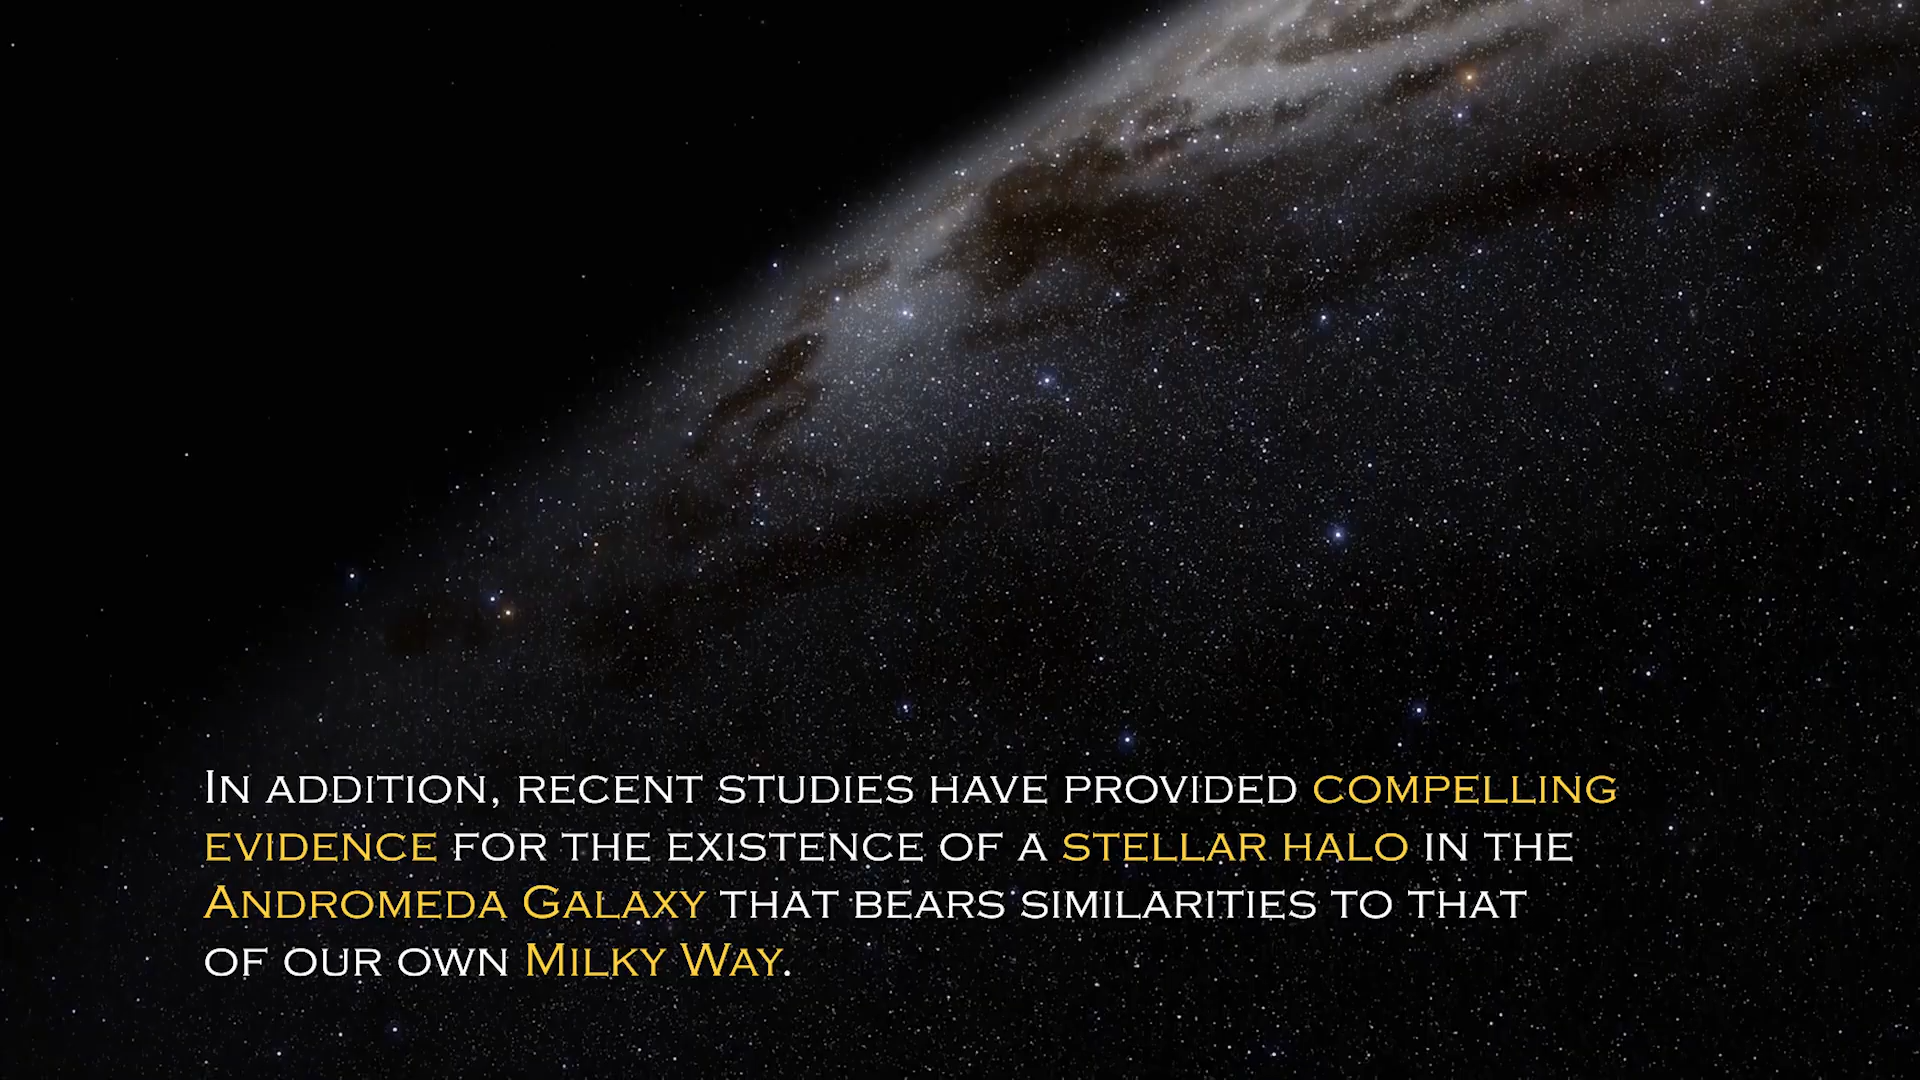 In addition, recent studies have provided compelling
evidence for the existence of a stellar halo in the
Andromeda Galaxy that bears similarities to that
of our own Milky Way.